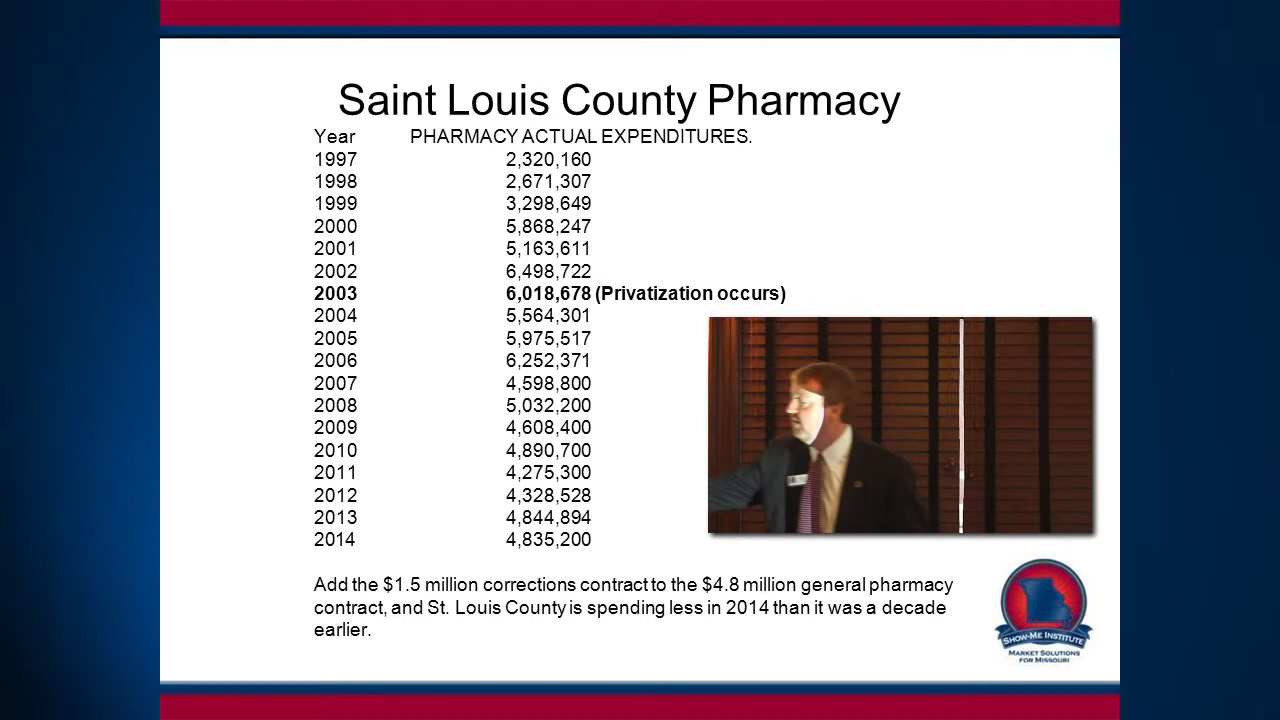 Saint Louis County Pharmacy
Year PHARMACY ACTUAL EXPENDITURES.
1997 2,320,160
1998 2,671,307
1999 3,298,649
2000 5,868,247
2001 5,163,611
2002 6,498,722
2003 6,018,678 (Privatization occurs)
2004 5,564,301
2005 5,975,517
2006 6,252,371
2007 4,598,800
2008 5,032,200
2009 4,608,400
2010 4,890,700
2011 4,275,300
2012 4,328,528
2013 4,844,894
2014 4,835,200
Add the $1.5 million corrections contract to the $4.8 million general pharmacy
contract, and St. Louis County is spending less in 2014 than it was a decade
earlier.
SHOW-ME INSTITUTE
MARKET SOLUTIONS
FOR MISSOURI